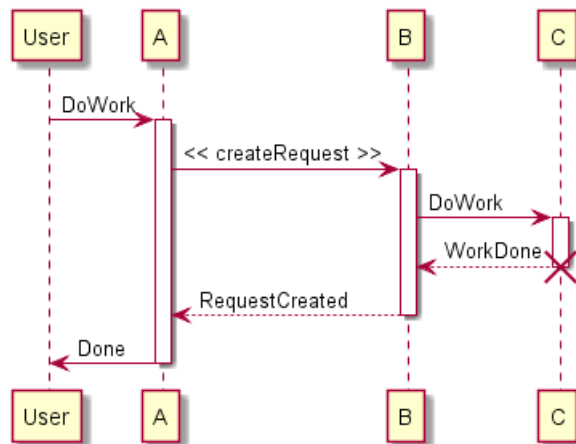 User A B C
DoWork
<< createRequest >>
DoWork
WorkDone
RequestCreated
Done
User A B C